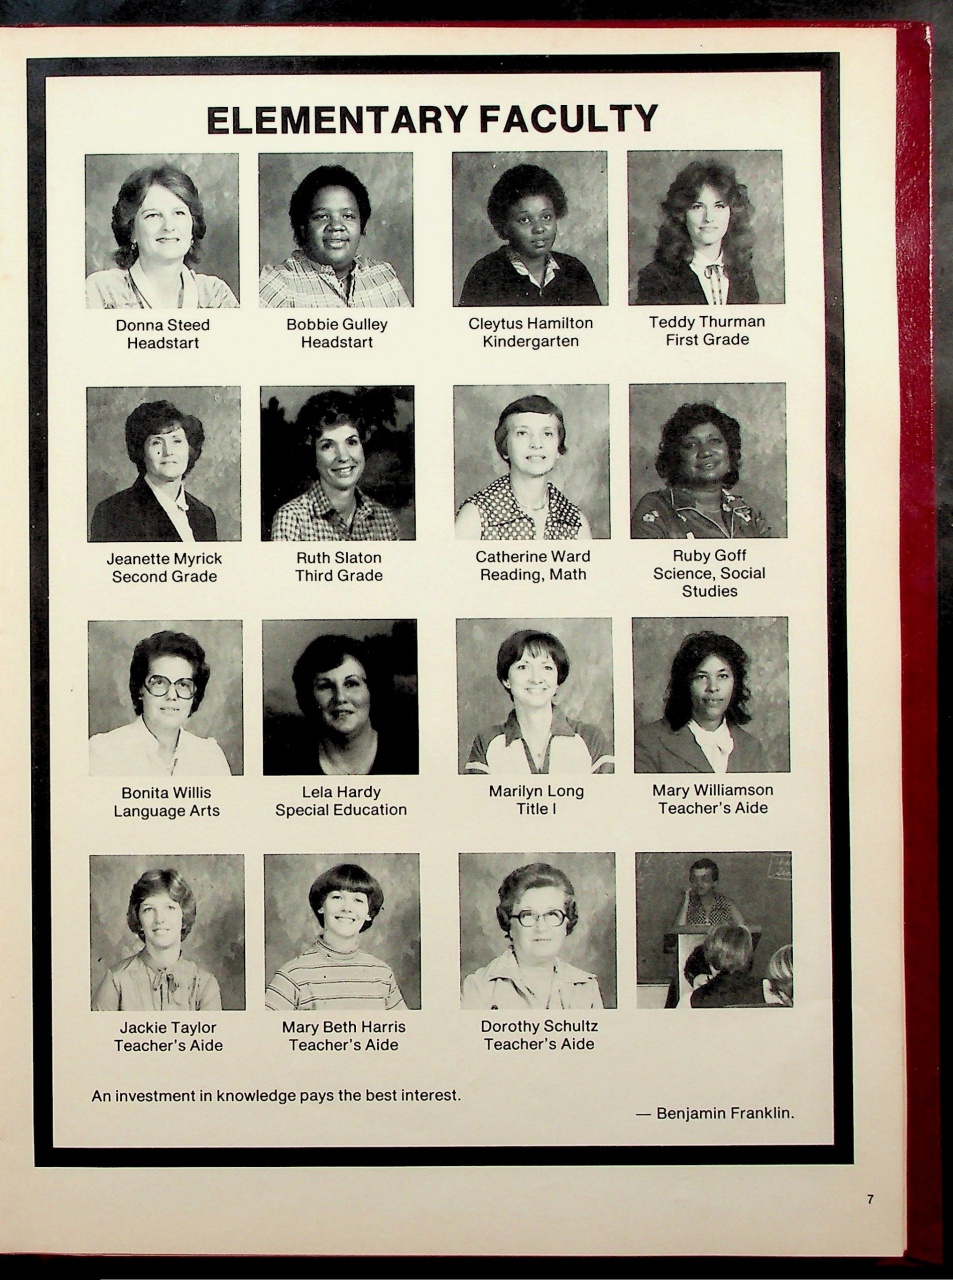 ELEMENTARY FACULTY
Donna Steed
Headstart
Bobbie Gulley
Headstart
Cleytus Hamilton
Kindergarten
Teddy Thurman
First Grade
Jeanette Myrick
Second Grade
Ruth Slaton
Third Grade
Catherine Ward
Reading, Math
Ruby Goff
Science, Social
Studies
Bonita Willis
Language Arts
Lela Hardy
Special Education
Marilyn Long
Title I
Mary Williamson
Teacher's Aide
Jackie Taylor
Teacher's Aide
Mary Beth Harris
Teacher's Aide
Dorothy Schultz
Teacher's Aide
An investment in knowledge pays the best interest.
— Benjamin Franklin.
7